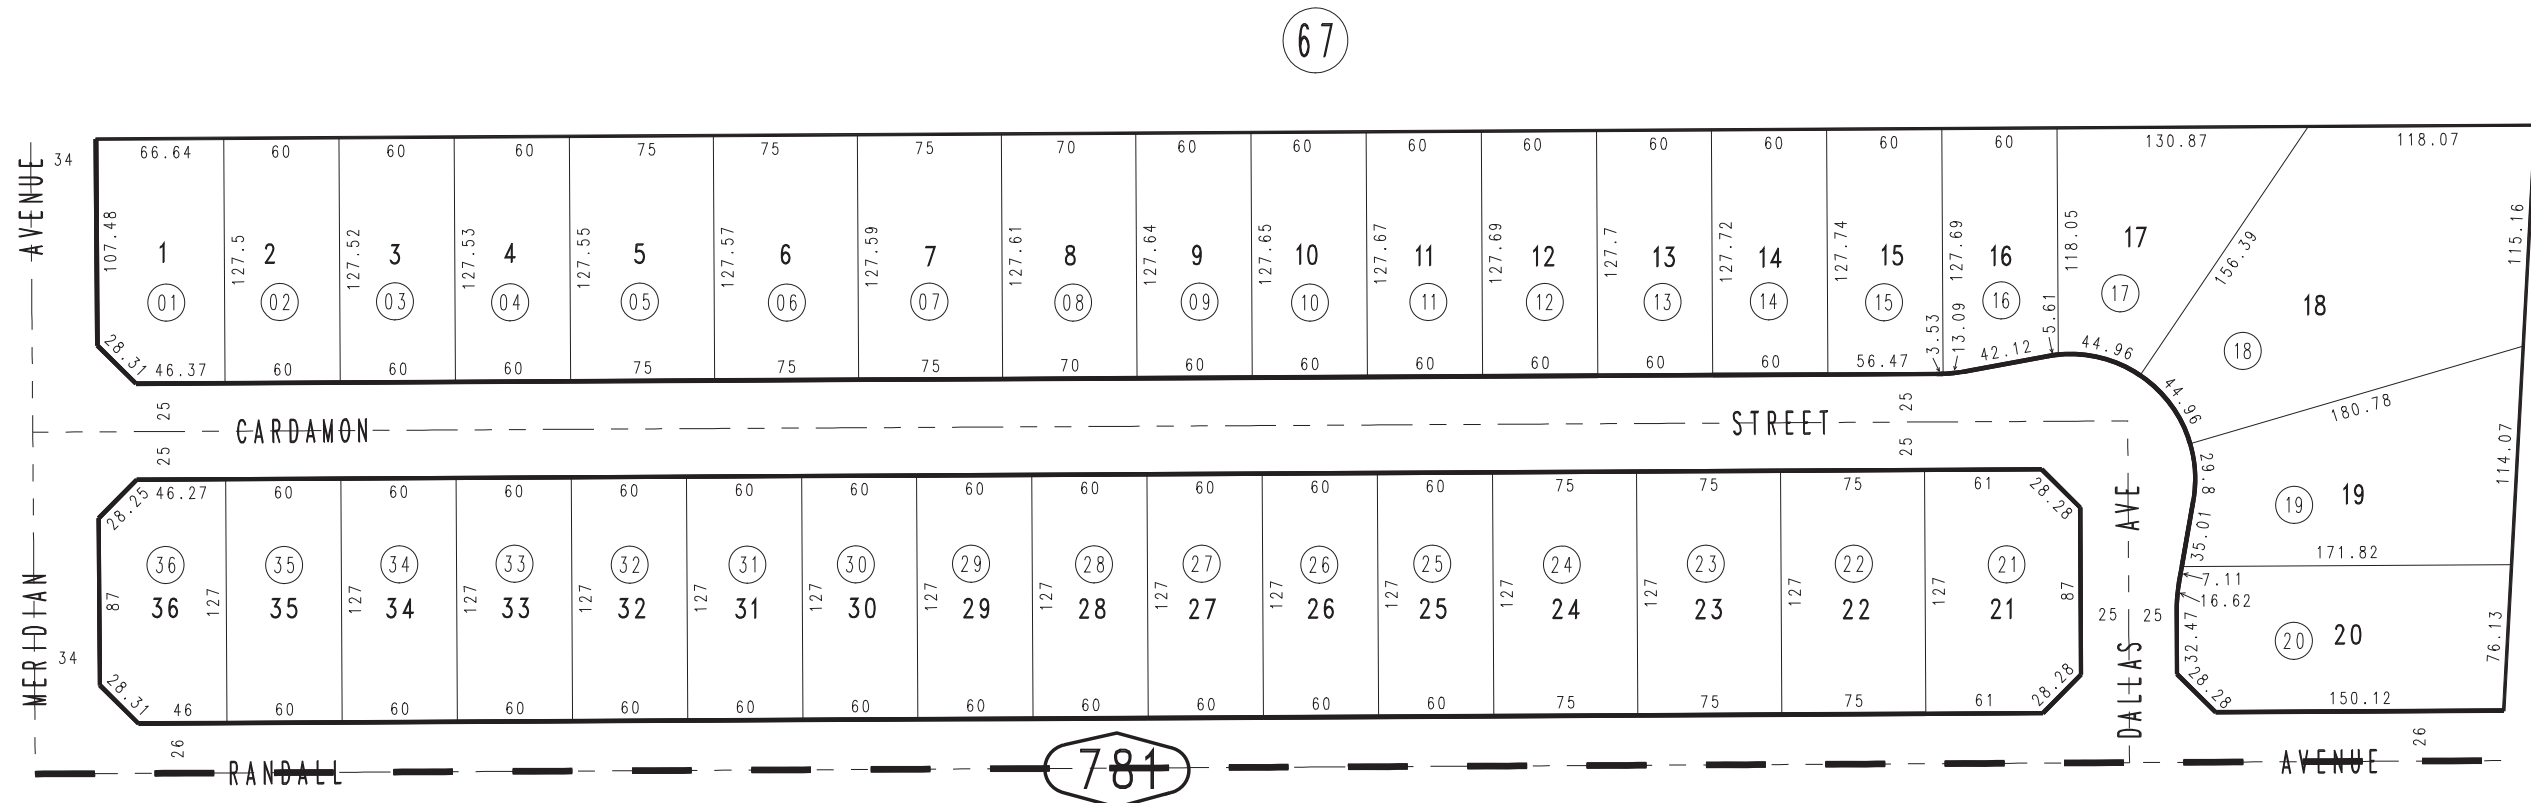 67
34
66.64 60 60 60 75 75 75 70 60 60 60 60 60 60 60 60 130.87 118.07
AVENUE
107.48 127.5 127.52 127.53 127.55 127.57 127.59 127.61 127.64 127.65 127.67 127.69 127.7 127.72 127.74 127.69 118.05 156.39 115.16
1 2 3 4 5 6 7 8 9 10 11 12 13 14 15 16 17 18
01 02 03 04 05 06 07 08 09 10 11 12 13 14 15 16 17 18
3.53 13.09 5.61
28.31 46.37 60 60 60 75 75 75 70 60 60 60 60 60 60 56.47 42.12 44.96
44.96 180.78
25 25
CARDAMON STREET
25 25
29.8 114.07
28.25 46.27 60 60 60 60 60 60 60 60 60 60 60 75 75 75 61 28.28
19 19
35.01
171.82
36 35 34 33 32 31 30 29 28 27 26 25 24 23 22 21
87 127 127 127 127 127 127 127 127 127 127 127 127 127 127 127 87
36 35 34 33 32 31 30 29 28 27 26 25 24 23 22 21
7.11
16.62
25 25
DALLAS AVE
MERIDIAN
34
32.47 20 20 76.13
28.31 46 60 60 60 60 60 60 60 60 60 60 60 75 75 75 61 28.28
28.28 150.12
26 26
RANDALL AVENUE
781